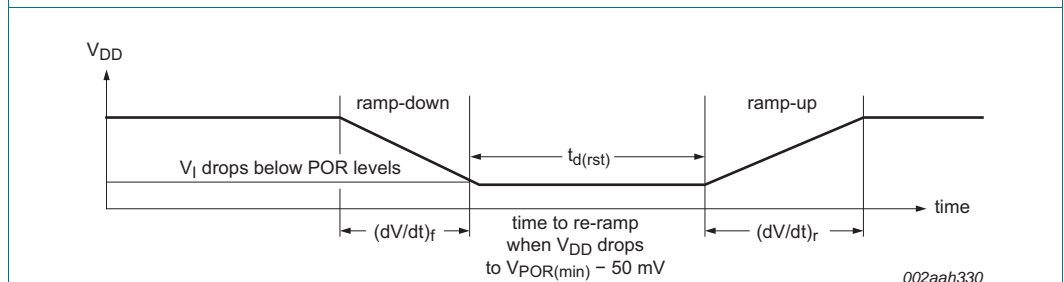 VDD
ramp-down
ramp-up
td(rst)
VI drops below POR levels
time
(dV/dt)f
time to re-ramp
when VDD drops
to VPOR(min) − 50 mV
(dV/dt)r
002aah330